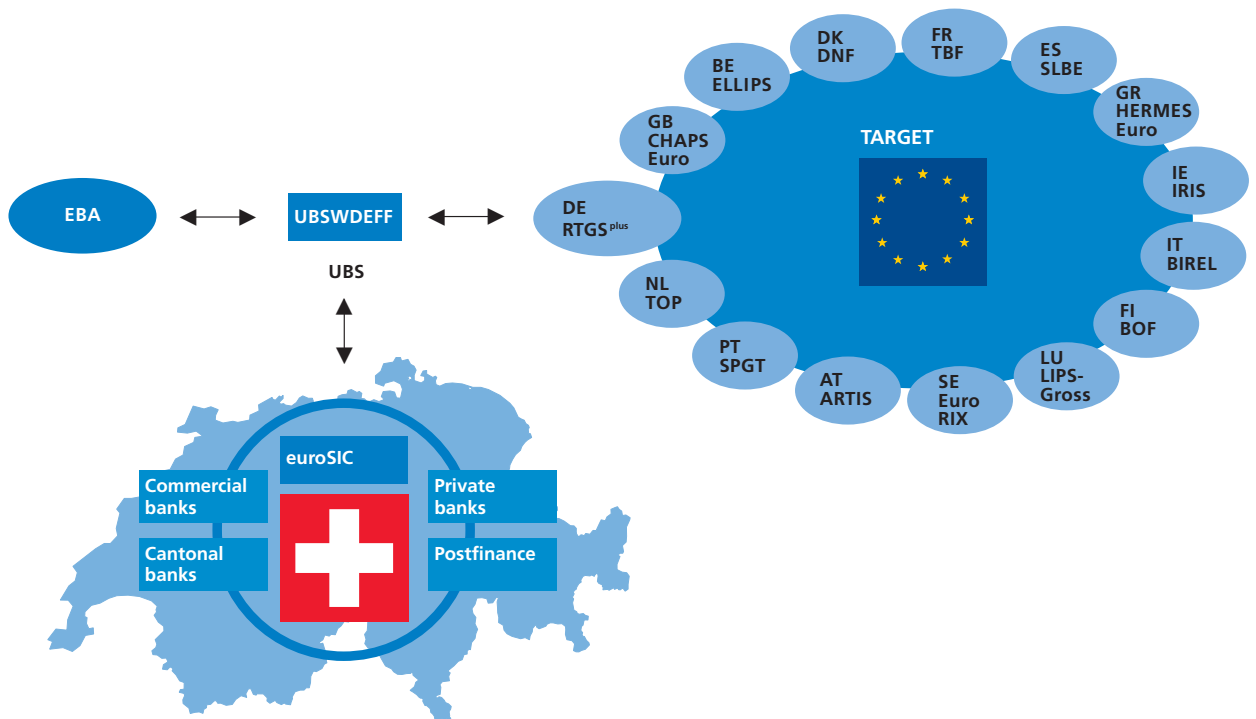 DK
DNF
FR
TBF
ES
SLBE
BE
ELLIPS
GR
HERMES
Euro
GB
CHAPS
Euro
TARGET
IE
IRIS
EBA
UBSWDEFF
DE
RTGSplus
UBS
IT
BIREL
NL
TOP
FI
BOF
PT
SPGT
AT
ARTIS
SE
Euro
RIX
LU
LIPS-
Gross
euroSIC
Commercial
banks
Private
banks
Cantonal
banks
Postfinance